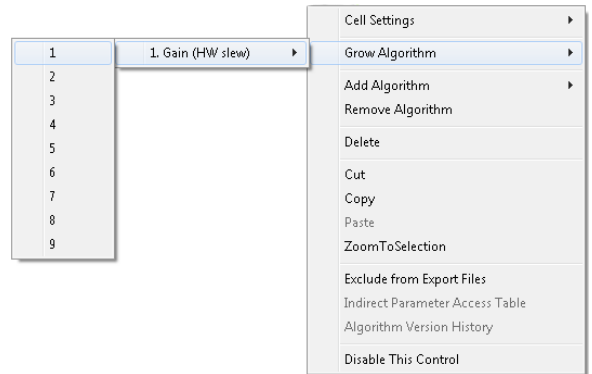 Cell Settings
Grow Algorithm
1. Gain (HW slew)
1
2
3
4
5
6
7
8
9
Add Algorithm
Remove Algorithm
Delete
Cut
Copy
Paste
ZoomToSelection
Exclude from Export Files
Indirect Parameter Access Table
Algorithm Version History
Disable This Control